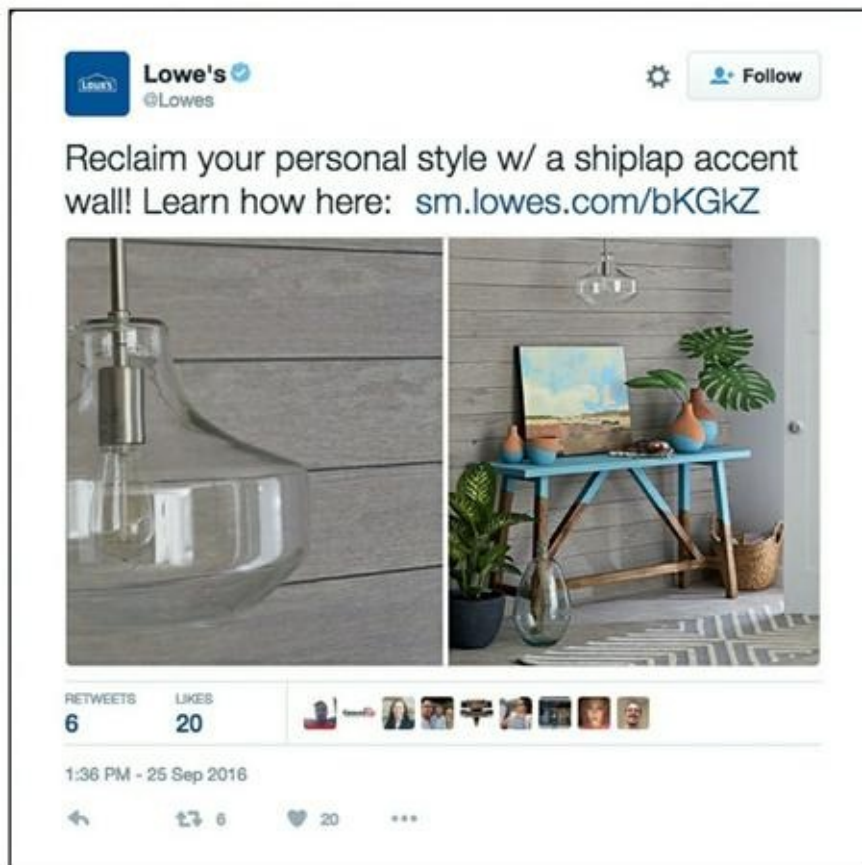 Lowe's
Lowe's
@Lowes
Follow
Reclaim your personal style w/ a shiplap accent
wall! Learn how here: sm.lowes.com/bKGkZ
RETWEETS LIKES
6 20
1:36 PM - 25 Sep 2016
6 20